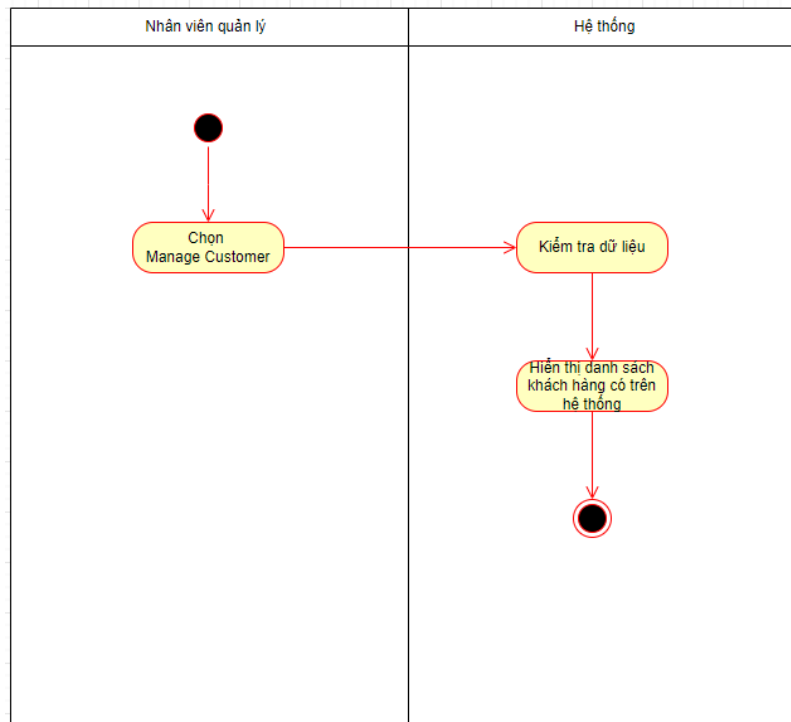 Nhân viên quản lý
Hệ thống
Chọn
Manage Customer
Kiểm tra dữ liệu
Hiển thị danh sách
khách hàng có trên
hệ thống